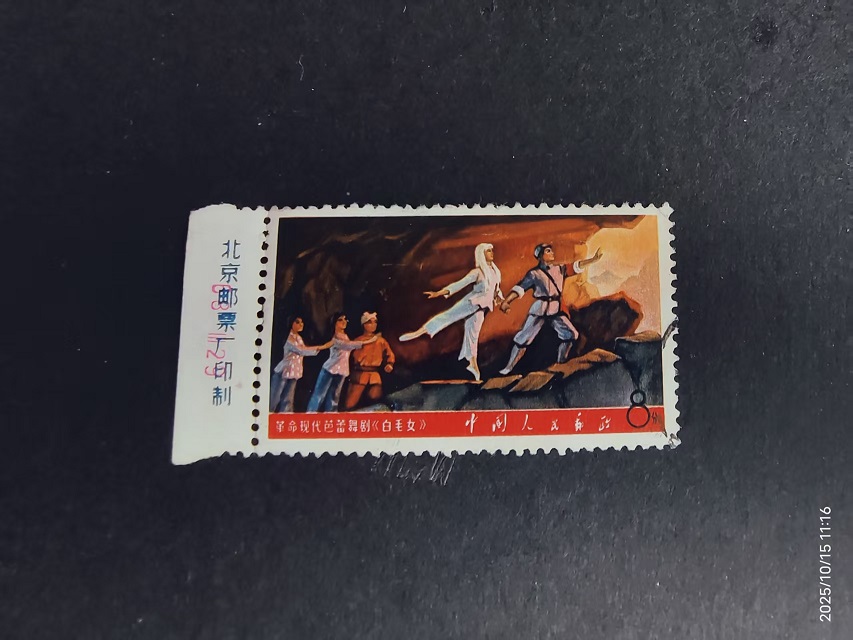 北京邮票厂印制
革命现代芭蕾舞剧《白毛女》
中国人民邮政
8分
2025/10/15 11:16